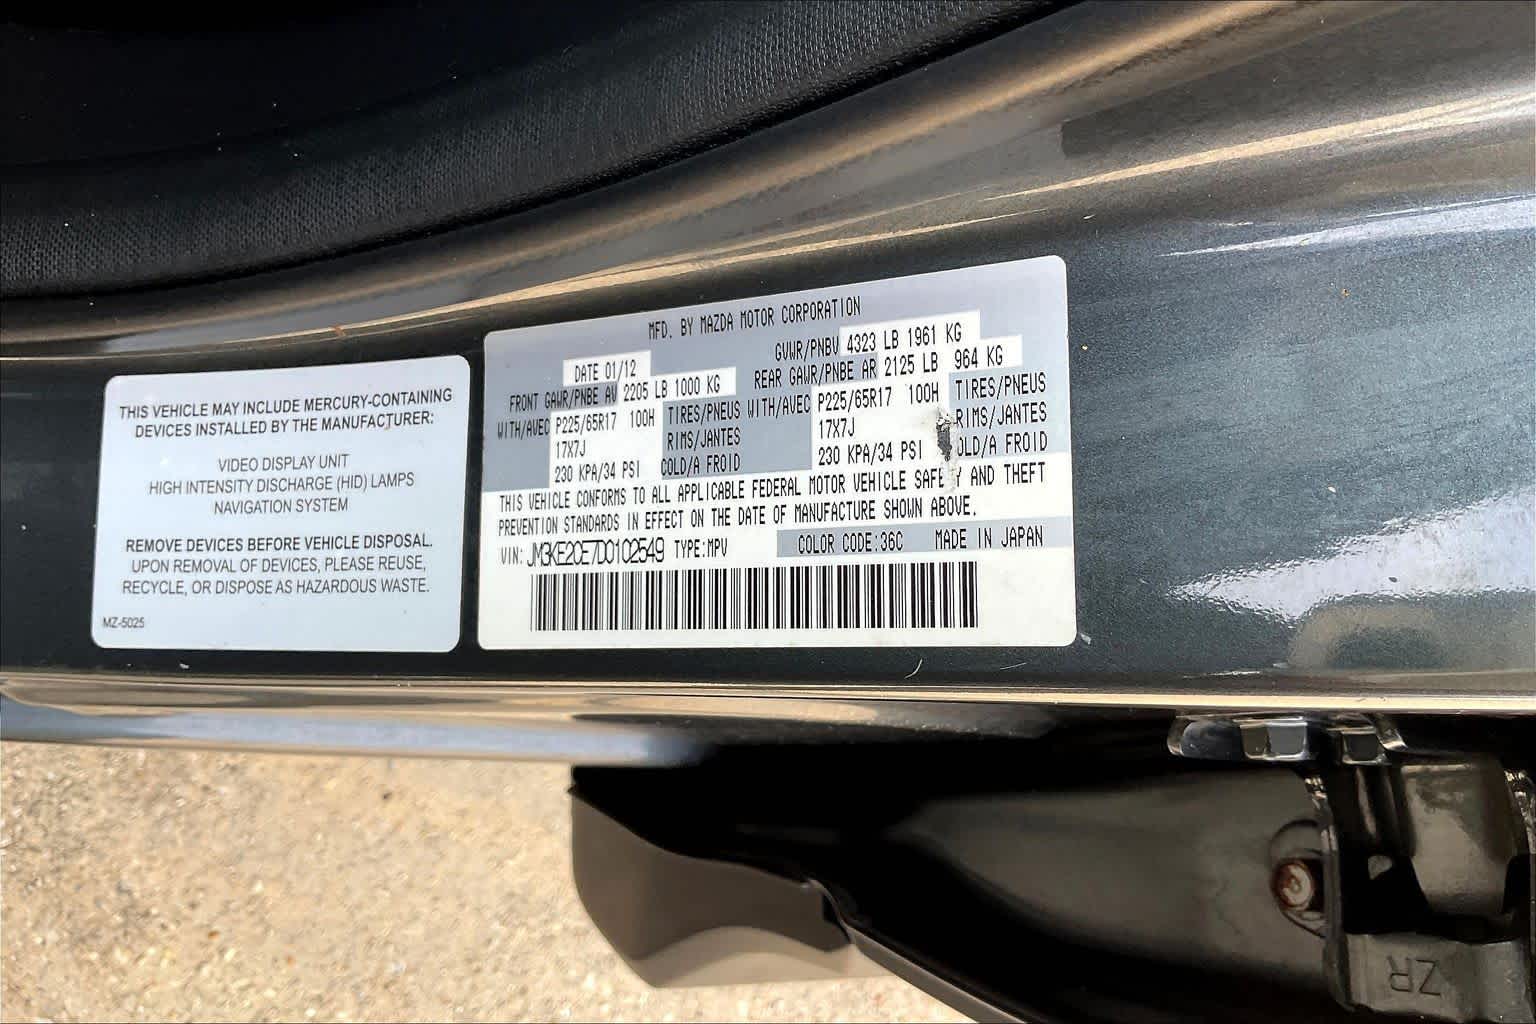 THIS VEHICLE MAY INCLUDE MERCURY-CONTAINING
DEVICES INSTALLED BY THE MANUFACTURER:
VIDEO DISPLAY UNIT
HIGH INTENSITY DISCHARGE (HID) LAMPS
NAVIGATION SYSTEM
REMOVE DEVICES BEFORE VEHICLE DISPOSAL.
UPON REMOVAL OF DEVICES, PLEASE REUSE,
RECYCLE, OR DISPOSE AS HAZARDOUS WASTE.
MZ-5025
MFD. BY MAZDA MOTOR CORPORATION
DATE 01/12 GVWR/PNBV 4323 LB 1961 KG
FRONT GAWR/PNBE AV 2205 LB 1000 KG REAR GAWR/PNBE AR 2125 LB 964 KG
WITH/AVEC P225/65R17 100H TIRES/PNEUS WITH/AVEC P225/65R17 100H TIRES/PNEUS
17X7J RIMS/JANTES 17X7J RIMS/JANTES
230 KPA/34 PSI COLD/A FROID 230 KPA/34 PSI OLD/A FROID
THIS VEHICLE CONFORMS TO ALL APPLICABLE FEDERAL MOTOR VEHICLE SAFETY AND THEFT
PREVENTION STANDARDS IN EFFECT ON THE DATE OF MANUFACTURE SHOWN ABOVE.
VIN: JM3KE2CE7D0102549 TYPE:MPV COLOR CODE:36C MADE IN JAPAN
ZR